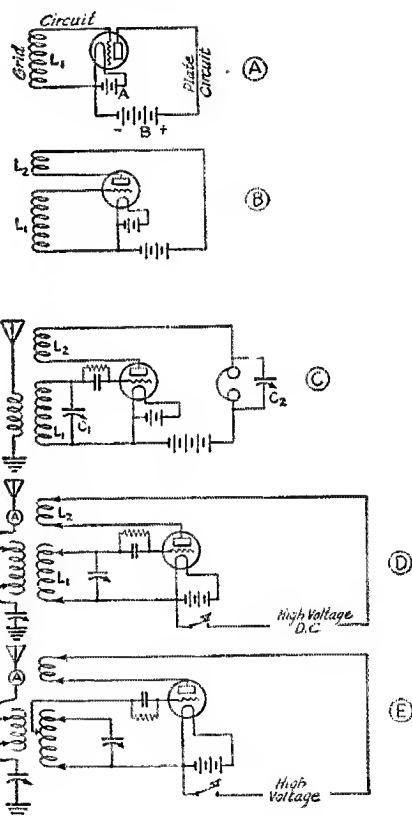 Circuit
Grid
L₁
A
- B +
Plate
Circuit
Ⓐ
L₂
L₁
Ⓑ
L₂
C₁
L₁
C₂
Ⓒ
A
L₂
L₁
High Voltage
D.C
Ⓓ
A
High
Voltage
Ⓔ